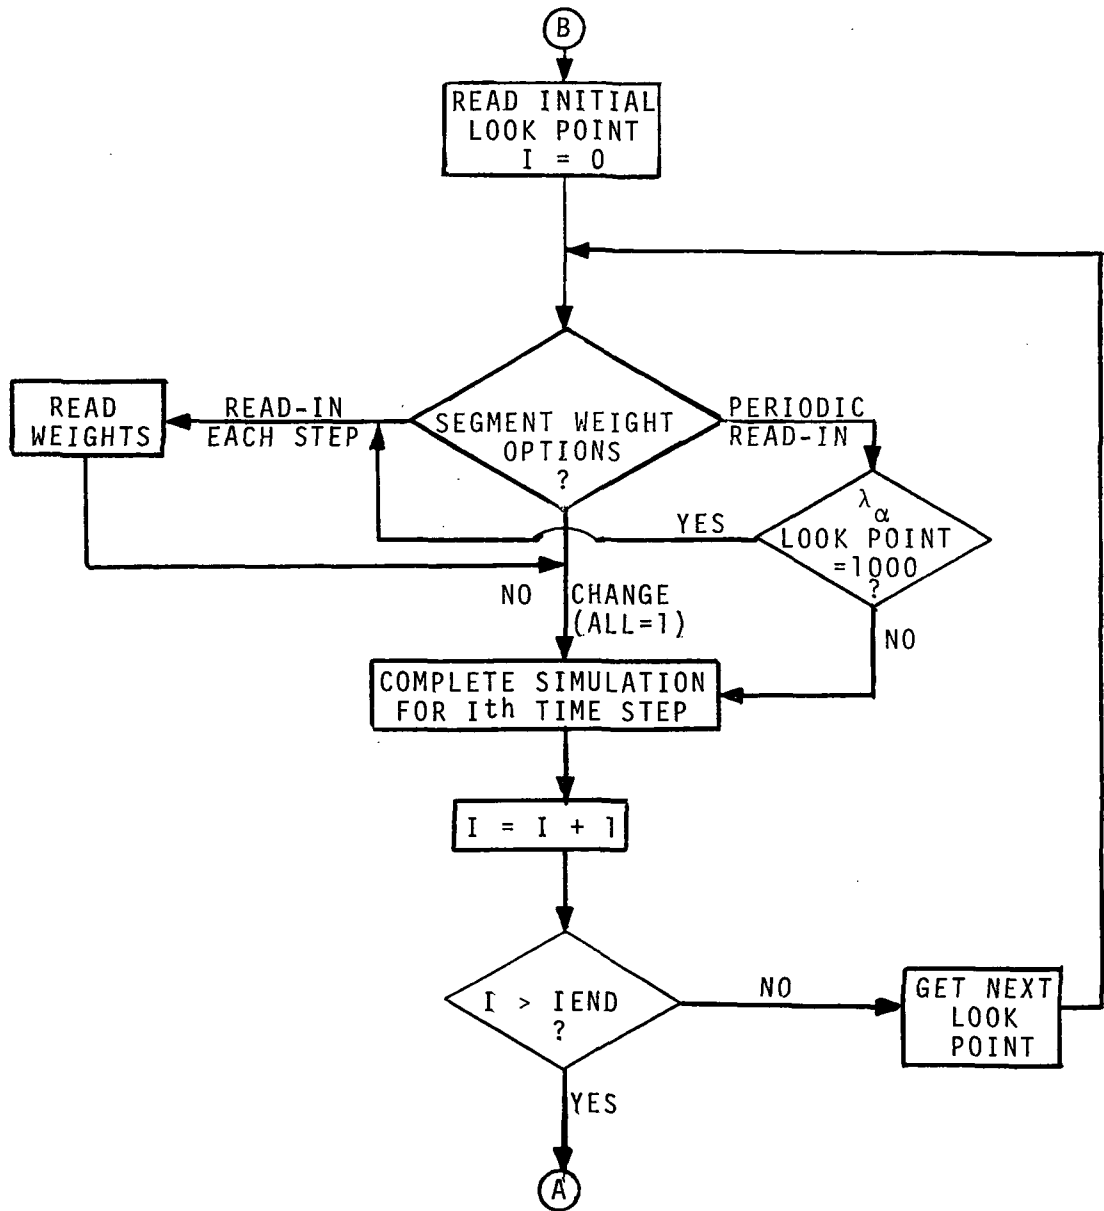 B
READ INITIAL
LOOK POINT
I = 0
READ
WEIGHTS
READ-IN
EACH STEP
SEGMENT WEIGHT
OPTIONS
?
PERIODIC
READ-IN
λα
LOOK POINT
=1000
?
YES
NO
NO CHANGE
(ALL=1)
COMPLETE SIMULATION
FOR Ith TIME STEP
I = I + 1
I > IEND
?
NO
GET NEXT
LOOK
POINT
YES
A